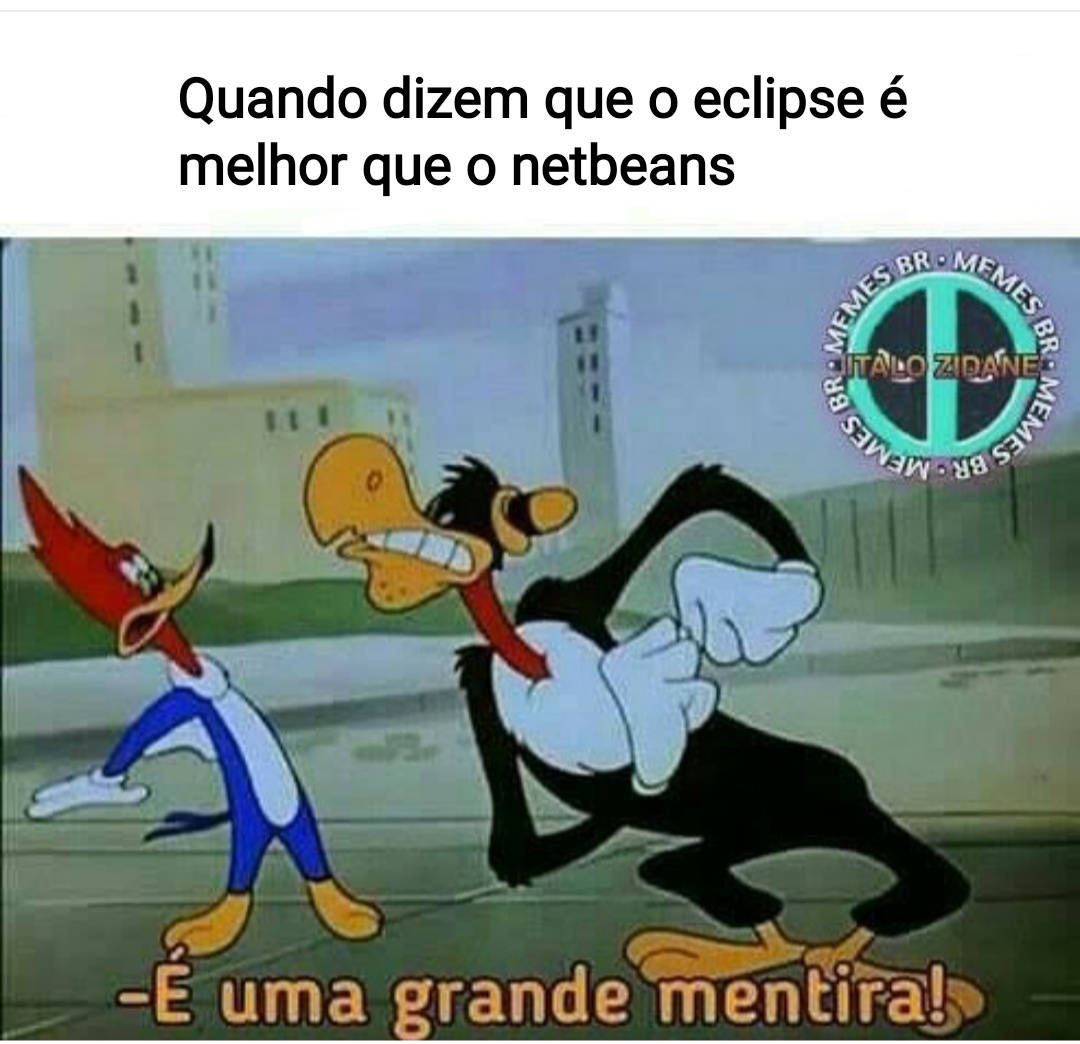 Quando dizem que o eclipse é
melhor que o netbeans
MEMES BR • MEMES BR • MEMES BR • MEMES BR •
ITALO ZIDANE
-É uma grande mentira!